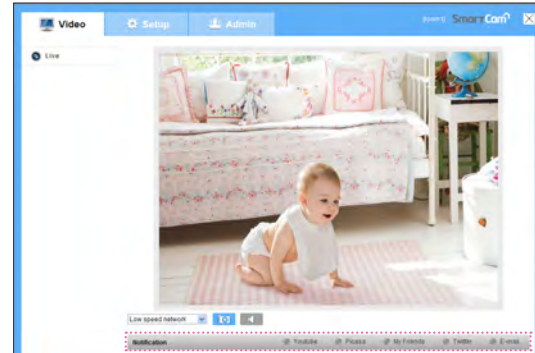 Video Setup Admin SmartCam
Live
Low speed network
Notification Youtube Picasa My Friends Twitter E-mail